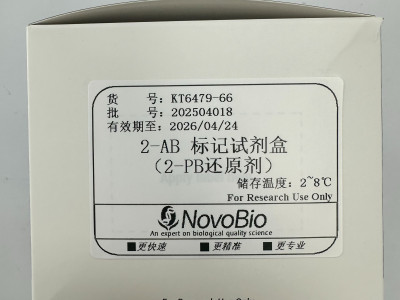 货 号: KT6479-66
批 号: 202504018
有效期至: 2026/04/24
2-AB 标记试剂盒
(2-PB还原剂)
储存温度: 2~8℃
For Research Use Only
NovoBio
An expert on biological quality science
■更快速 ■更精准 ■更专业